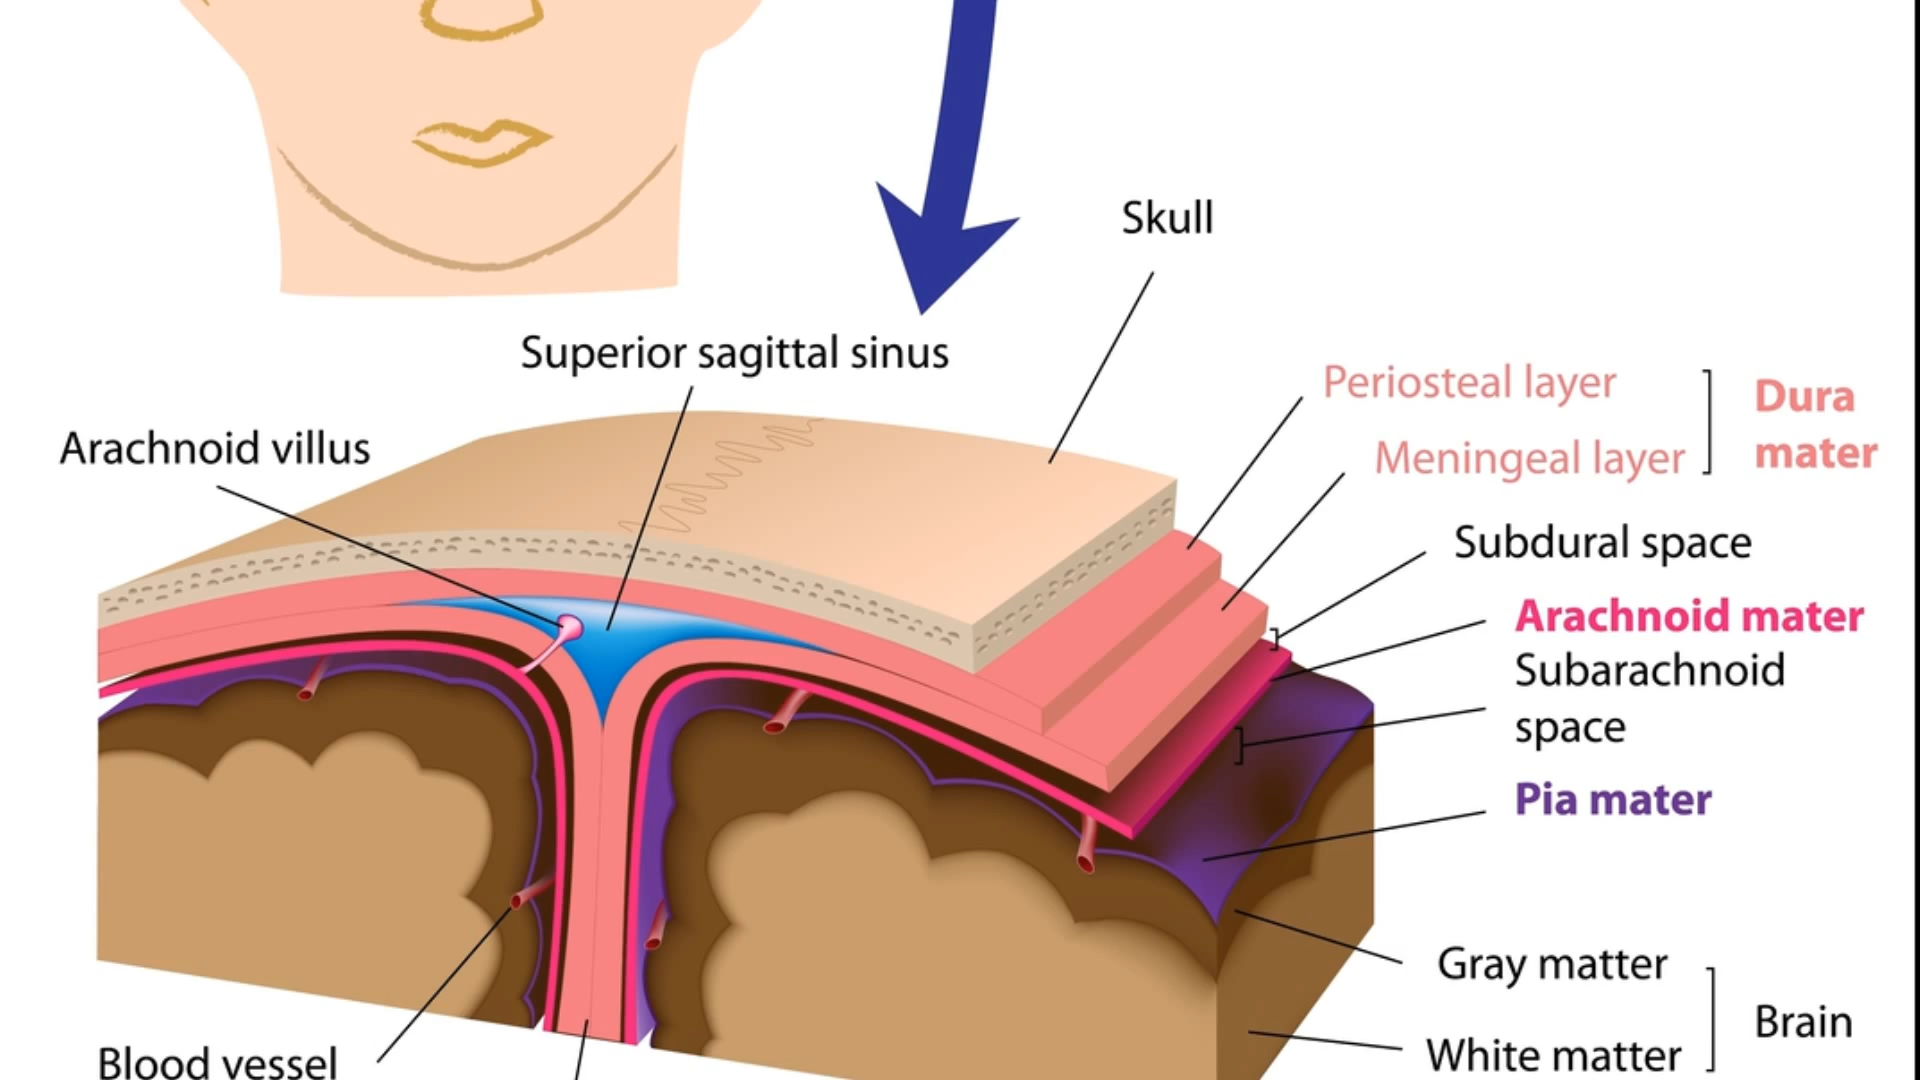 Skull
Superior sagittal sinus
Periosteal layer
Dura
mater
Arachnoid villus
Meningeal layer
Subdural space
Arachnoid mater
Subarachnoid
space
Pia mater
Gray matter
Brain
White matter
Blood vessel